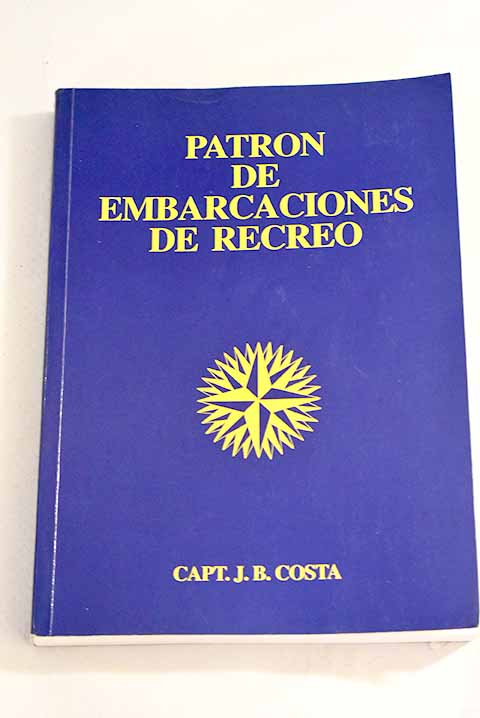 PATRON
DE
EMBARCACIONES
DE RECREO
CAPT. J. B. COSTA